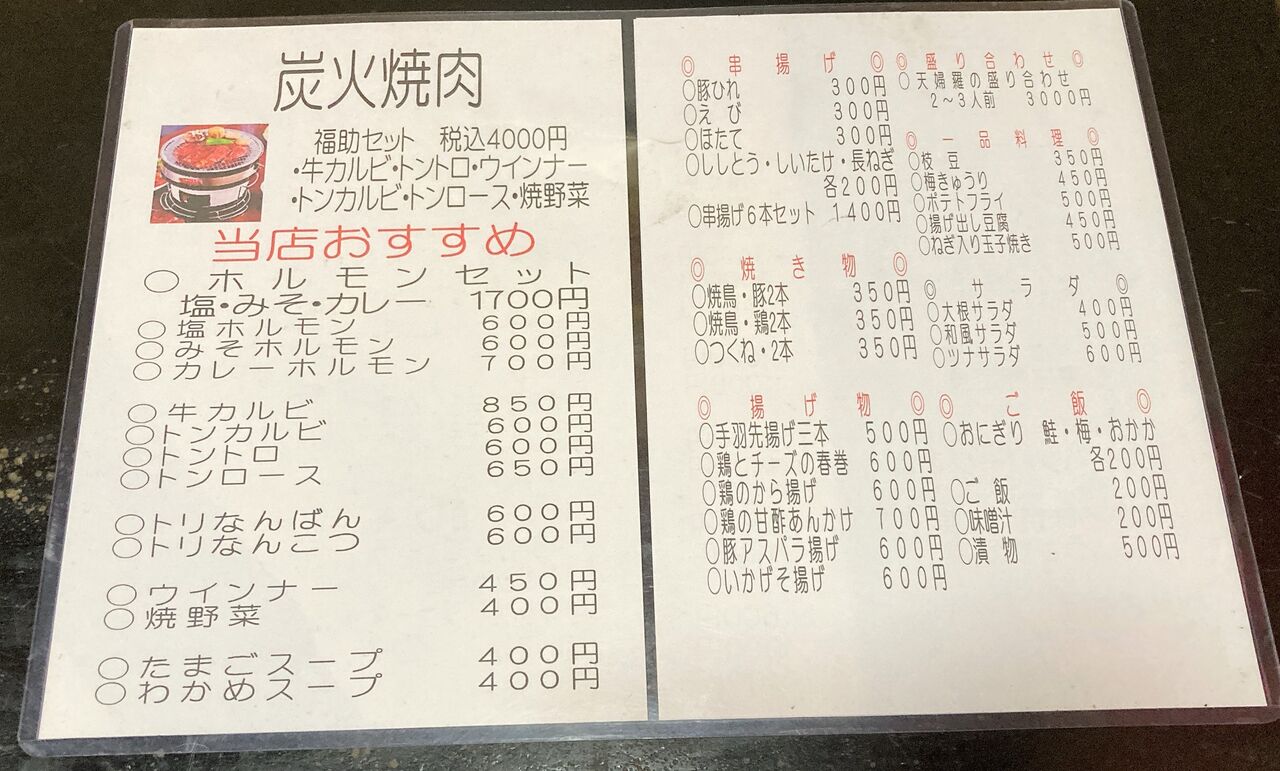 炭火焼肉
福助セット 税込4000円
・牛カルビ・トントロ・ウインナー
・トンカルビ・トンロース・焼野菜
当店おすすめ
○ホルモンセット
塩・みそ・カレー 1700円
○塩ホルモン 600円
○みそホルモン 600円
○カレーホルモン 700円
○牛カルビ 850円
○トンカルビ 600円
○トントロ 600円
○トンロース 650円
○トリなんばん 600円
○トリなんこつ 600円
○ウインナー 450円
○焼野菜 400円
○たまごスープ 400円
○わかめスープ 400円
◎串揚げ◎
○豚ひれ 300円
○えび 300円
○ほたて 300円
○ししとう・しいたけ・長ねぎ
各200円
○串揚げ6本セット 1400円
◎焼き物◎
○焼鳥・豚2本 350円
○焼鳥・鶏2本 350円
○つくね・2本 350円
◎揚げ物◎
○手羽先揚げ三本 500円
○鶏とチーズの春巻 600円
○鶏のから揚げ 600円
○鶏の甘酢あんかけ 700円
○豚アスパラ揚げ 600円
○いかげそ揚げ 600円
◎盛り合わせ◎
○天婦羅の盛り合わせ
2～3人前 3000円
◎一品料理◎
○枝豆 350円
○梅きゅうり 450円
○ポテトフライ 500円
○揚げ出し豆腐 450円
○ねぎ入り玉子焼き 500円
◎サラダ◎
○大根サラダ 400円
○和風サラダ 500円
○ツナサラダ 600円
◎ご飯◎
○おにぎり 鮭・梅・おかか
各200円
○ご飯 200円
○味噌汁 200円
○漬物 500円